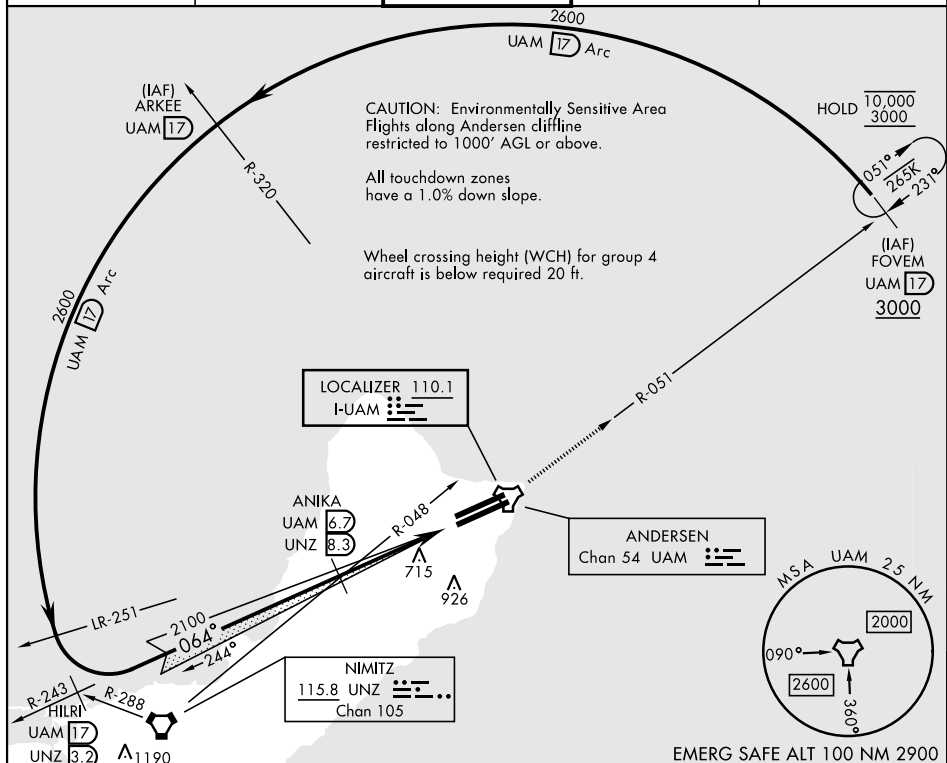 2600
UAM 17 Arc
(IAF)
ARKEE
UAM 17
R-320
CAUTION: Environmentally Sensitive Area
Flights along Andersen cliffline
restricted to 1000' AGL or above.
All touchdown zones
have a 1.0% down slope.
Wheel crossing height (WCH) for group 4
aircraft is below required 20 ft.
HOLD 10,000
3000
051°
265K
231°
(IAF)
FOVEM
UAM 17
3000
2600
UAM 17 Arc
R-051
LOCALIZER 110.1
I-UAM
ANIKA
UAM 6.7
UNZ 8.3
R-048
715
926
ANDERSEN
Chan 54 UAM
LR-251
2100
064°
244°
NIMITZ
115.8 UNZ
Chan 105
R-243
R-288
HILRI
UAM 17
UNZ 3.2
1190
MSA UAM 25 NM
2000
090°
2600
360°
EMERG SAFE ALT 100 NM 2900